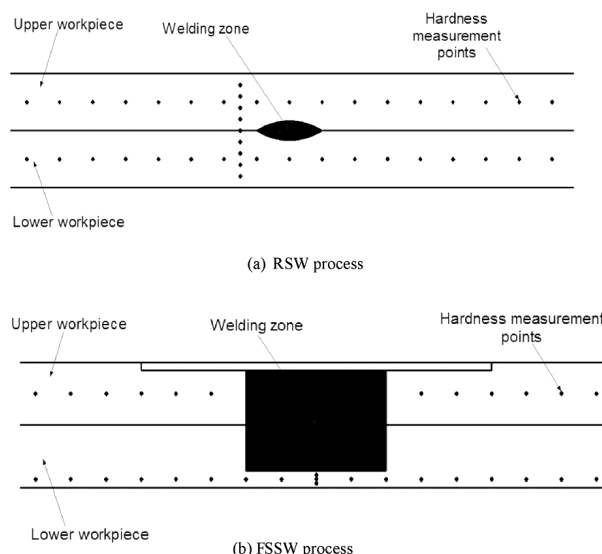 Upper workpiece
Welding zone
Hardness
measurement
points
Lower workpiece
(a) RSW process
Upper workpiece
Welding zone
Hardness measurement
points
Lower workpiece
(b) FSSW process